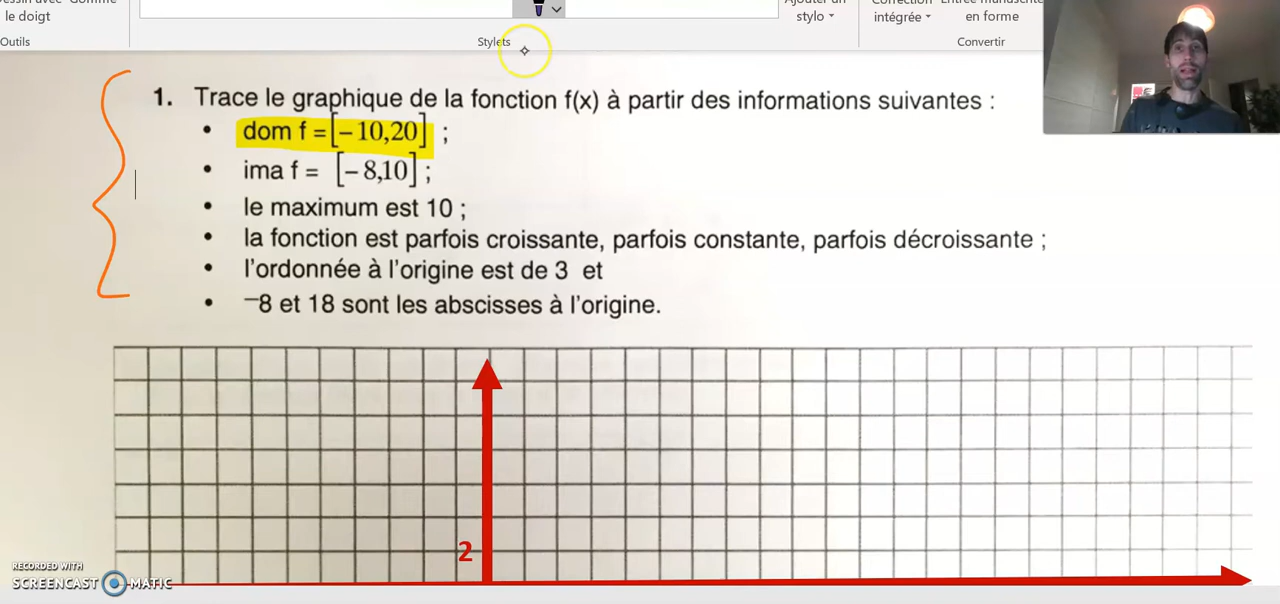 le doigt
Outils
Stylets
stylo
intégrée
en forme
Convertir
1. Trace le graphique de la fonction f(x) à partir des informations suivantes :
• dom f =[−10,20] ;
• ima f = [−8,10] ;
• le maximum est 10 ;
• la fonction est parfois croissante, parfois constante, parfois décroissante ;
• l'ordonnée à l'origine est de 3 et
• ⁻8 et 18 sont les abscisses à l'origine.
2
RECORDED WITH
SCREENCAST-MATIC